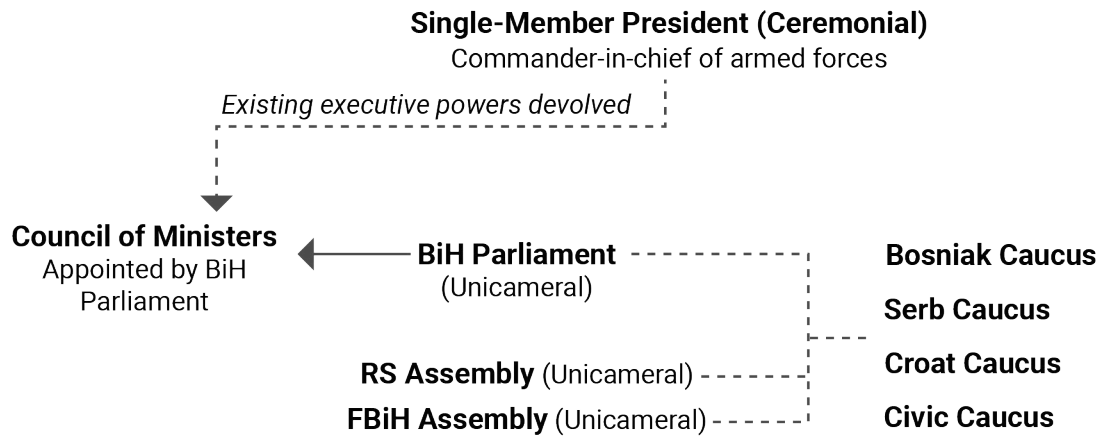 Single-Member President (Ceremonial)
Commander-in-chief of armed forces
Existing executive powers devolved
Council of Ministers
Appointed by BiH
Parliament
BiH Parliament
(Unicameral)
RS Assembly (Unicameral)
FBiH Assembly (Unicameral)
Bosniak Caucus
Serb Caucus
Croat Caucus
Civic Caucus